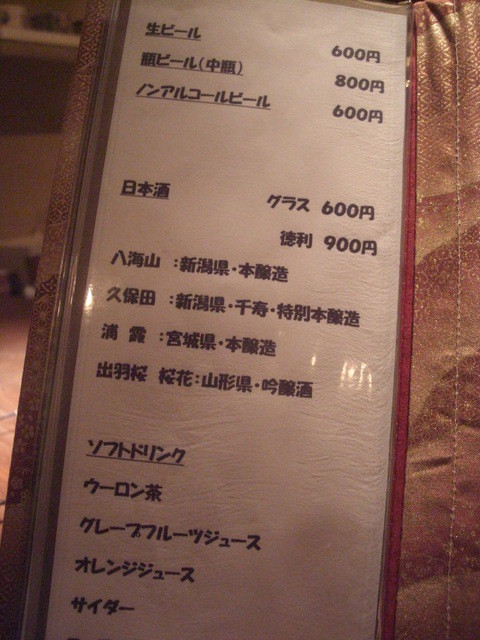 生ビール 600円
瓶ビール(中瓶) 800円
ノンアルコールビール 600円
日本酒 グラス 600円
徳利 900円
八海山 :新潟県・本醸造
久保田 :新潟県・千寿・特別本醸造
浦 霞 :宮城県・本醸造
出羽桜 桜花:山形県・吟醸酒
ソフトドリンク
ウーロン茶
グレープフルーツジュース
オレンジジュース
サイダー